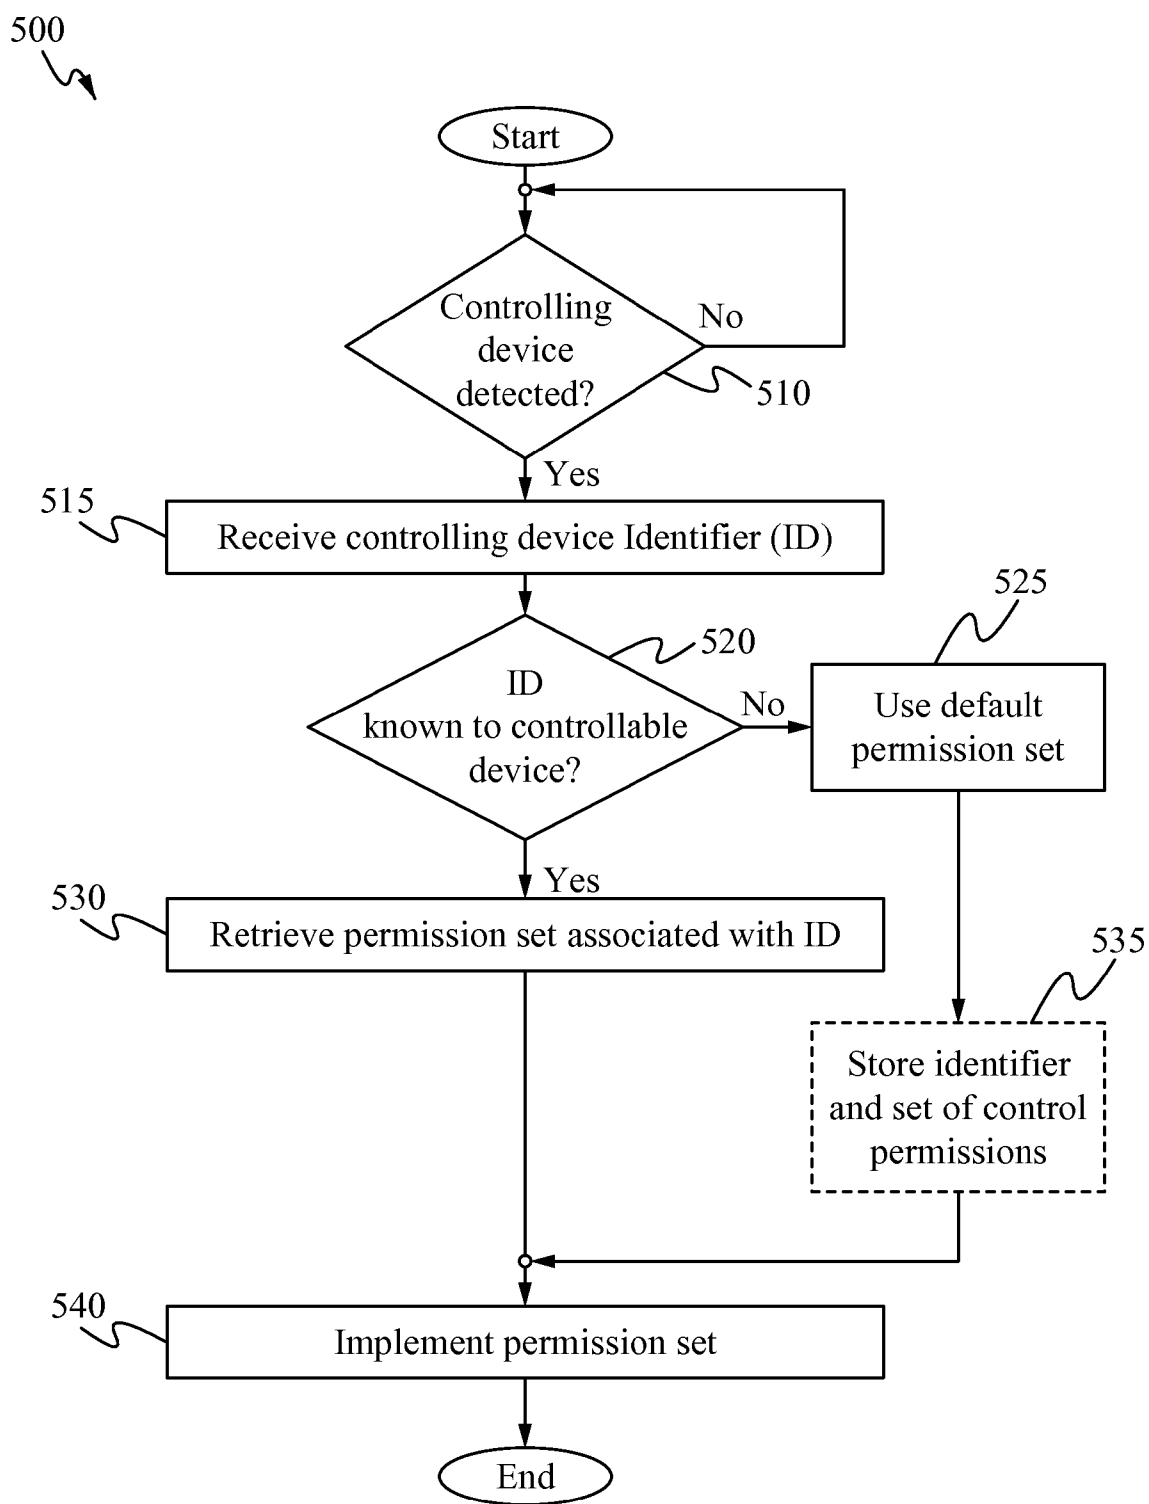 500
Start
Controlling
device
detected?
No
510
Yes
515
Receive controlling device Identifier (ID)
520
ID
known to controllable
device?
No
525
Use default
permission set
Yes
530
Retrieve permission set associated with ID
535
Store identifier
and set of control
permissions
540
Implement permission set
End